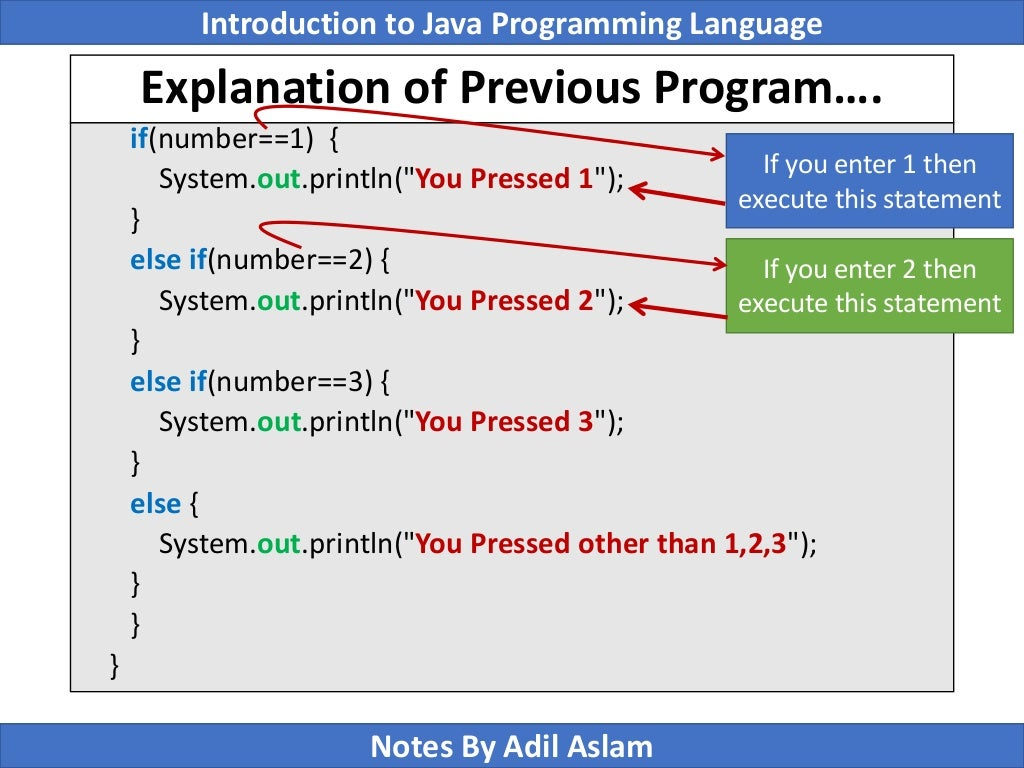 Introduction to Java Programming Language
Explanation of Previous Program….
if(number==1) {
System.out.println("You Pressed 1");
}
else if(number==2) {
System.out.println("You Pressed 2");
}
else if(number==3) {
System.out.println("You Pressed 3");
}
else {
System.out.println("You Pressed other than 1,2,3");
}
}
}
If you enter 1 then
execute this statement
If you enter 2 then
execute this statement
Notes By Adil Aslam